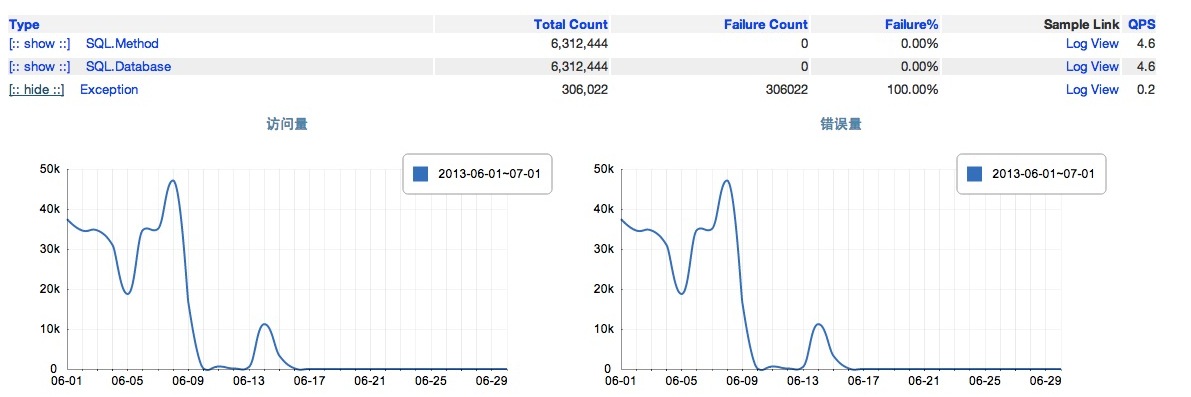 Type Total Count Failure Count Failure% Sample Link QPS
[:: show ::] SQL.Method 6,312,444 0 0.00% Log View 4.6
[:: show ::] SQL.Database 6,312,444 0 0.00% Log View 4.6
[:: hide ::] Exception 306,022 306022 100.00% Log View 0.2
访问量 错误量
2013-06-01~07-01 2013-06-01~07-01
50k 50k
40k 40k
30k 30k
20k 20k
10k 10k
0 0
06-01 06-05 06-09 06-13 06-17 06-21 06-25 06-29 06-01 06-05 06-09 06-13 06-17 06-21 06-25 06-29